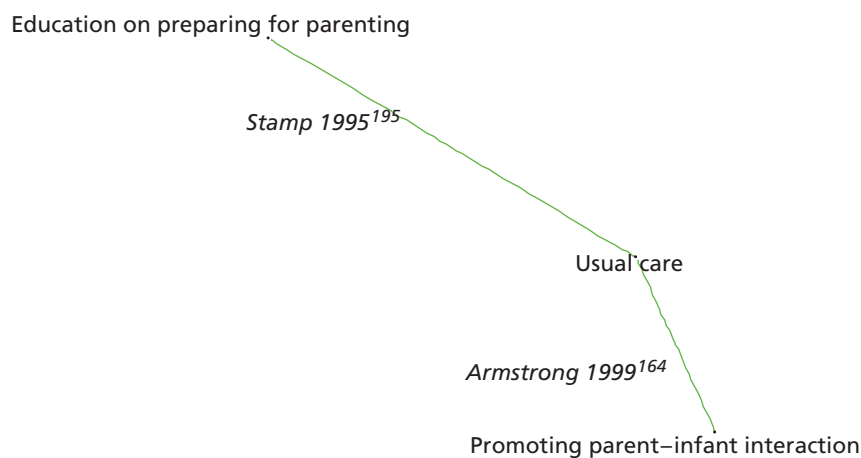 Education on preparing for parenting
Stamp 1995195
Usual care
Armstrong 1999164
Promoting parent–infant interaction